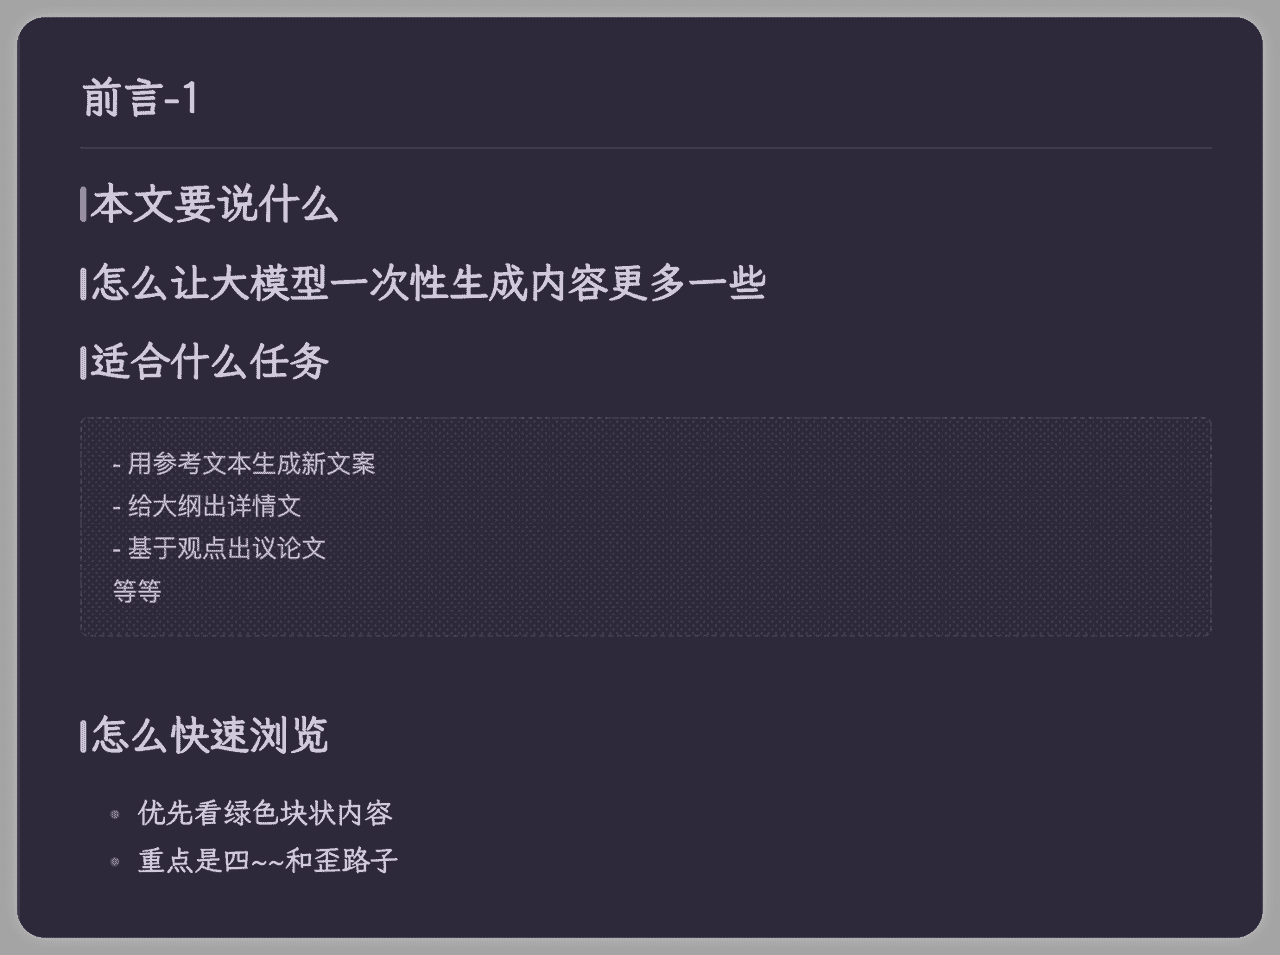 前言-1
本文要说什么
怎么让大模型一次性生成内容更多一些
适合什么任务
- 用参考文本生成新文案
- 给大纲出详情文
- 基于观点出议论文
等等
怎么快速浏览
优先看绿色块状内容
重点是四~~和歪路子